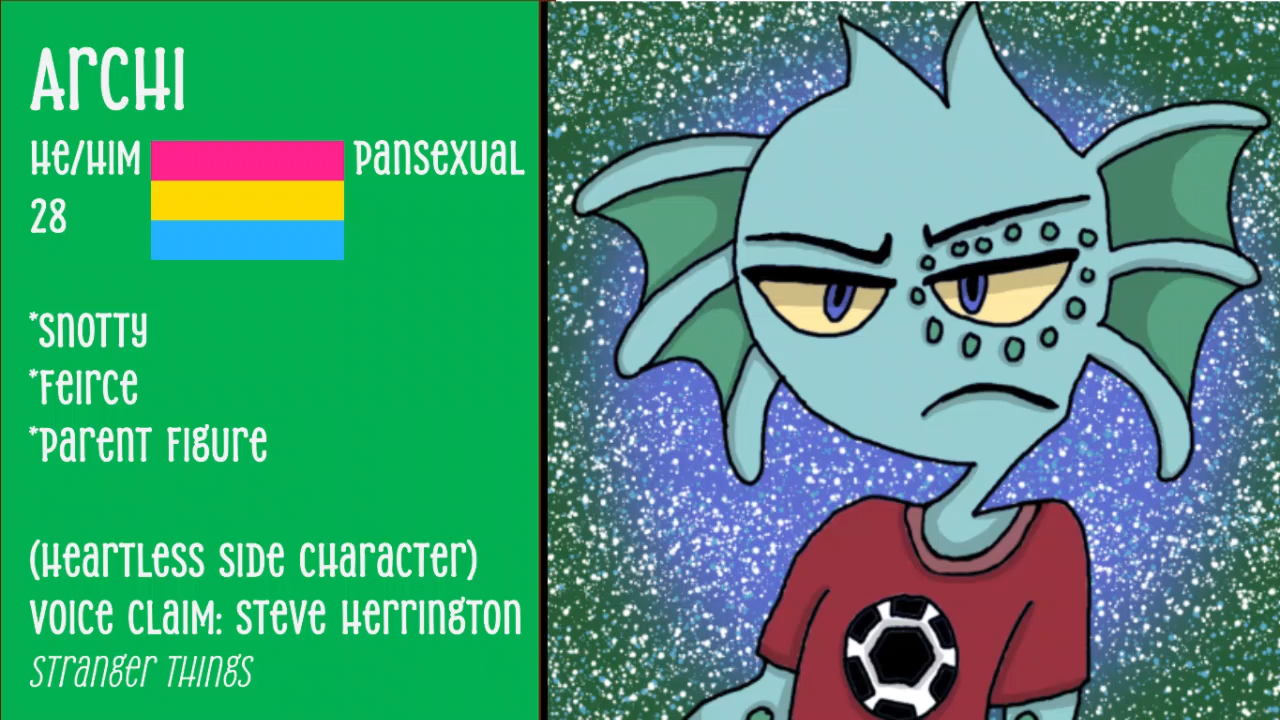 Archi
He/Him Pansexual
28
*Snotty
*Feirce
*Parent Figure
(Heartless Side Character)
Voice Claim: Steve Herrington
Stranger Things